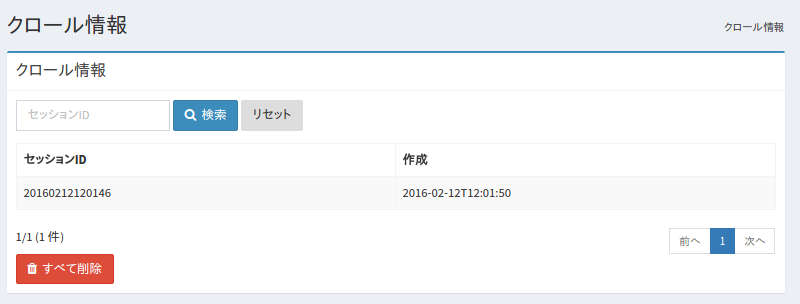 クロール情報
クロール情報
クロール情報
セッションID 検索 リセット
セッションID 作成
20160212120146 2016-02-12T12:01:50
1/1 (1 件)
前へ 1 次へ
すべて削除